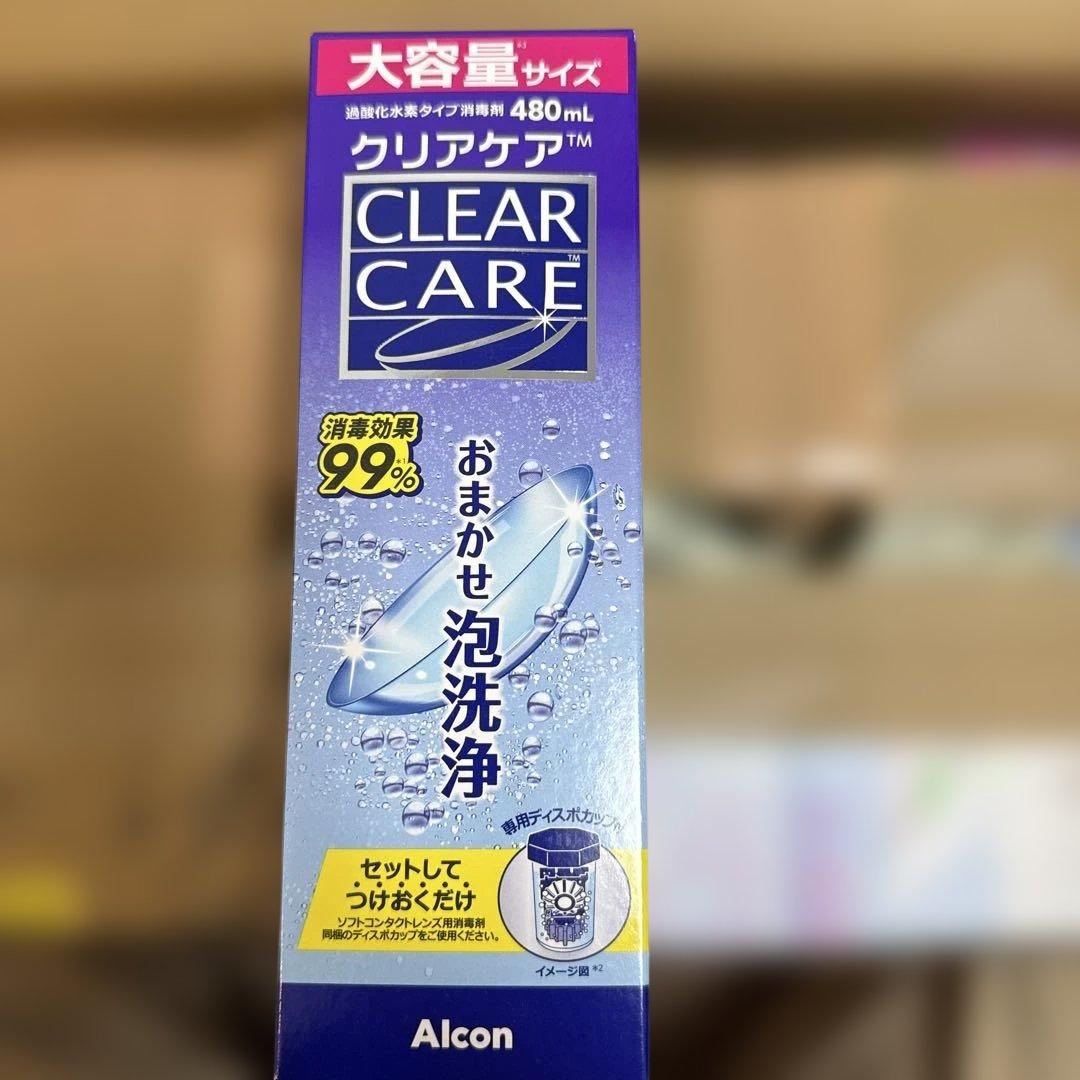 大容量*3サイズ
過酸化水素タイプ消毒剤 480mL
クリアケア™
CLEAR
CARE™
消毒効果
99%*1
おまかせ泡洗浄
専用ディスポカップ付
セットして
つけおくだけ
ソフトコンタクトレンズ用消毒剤
同梱のディスポカップをご使用ください。
イメージ図*2
Alcon